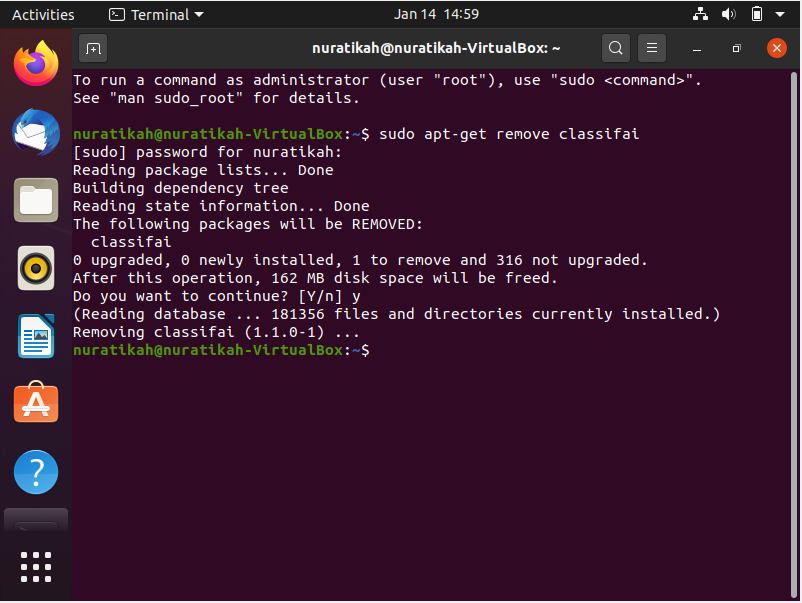 Activities Terminal Jan 14 14:59
nuratikah@nuratikah-VirtualBox: ~
To run a command as administrator (user "root"), use "sudo <command>".
See "man sudo_root" for details.
nuratikah@nuratikah-VirtualBox:~$ sudo apt-get remove classifai
[sudo] password for nuratikah:
Reading package lists... Done
Building dependency tree
Reading state information... Done
The following packages will be REMOVED:
classifai
0 upgraded, 0 newly installed, 1 to remove and 316 not upgraded.
After this operation, 162 MB disk space will be freed.
Do you want to continue? [Y/n] y
(Reading database ... 181356 files and directories currently installed.)
Removing classifai (1.1.0-1) ...
nuratikah@nuratikah-VirtualBox:~$